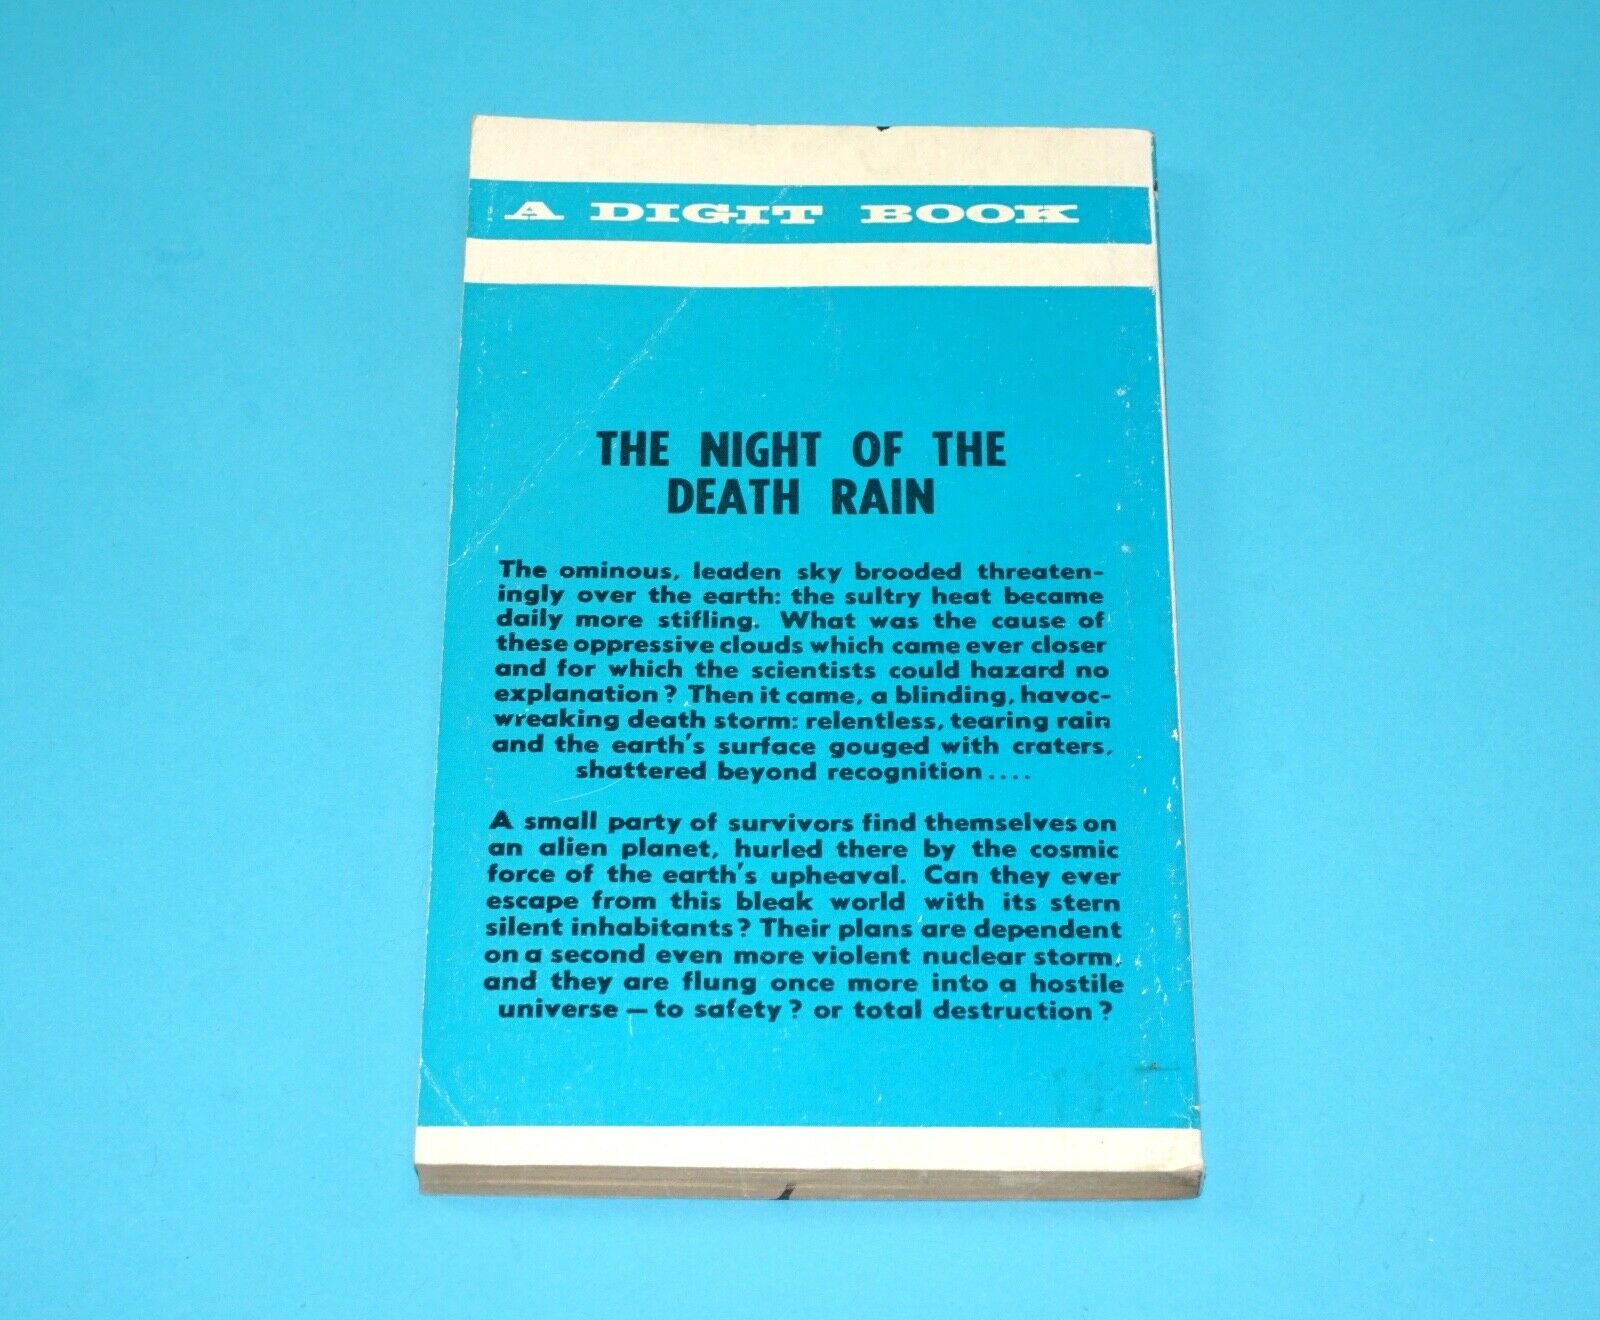 A DIGIT BOOK
THE NIGHT OF THE
DEATH RAIN
The ominous, leaden sky brooded threaten-
ingly over the earth: the sultry heat became
daily more stifling. What was the cause of
these oppressive clouds which came ever closer
and for which the scientists could hazard no
explanation? Then it came, a blinding, havoc-
wreaking death storm: relentless, tearing rain
and the earth's surface gouged with craters,
shattered beyond recognition....
A small party of survivors find themselves on
an alien planet, hurled there by the cosmic
force of the earth's upheaval. Can they ever
escape from this bleak world with its stern
silent inhabitants? Their plans are dependent
on a second even more violent nuclear storm,
and they are flung once more into a hostile
universe — to safety? or total destruction?